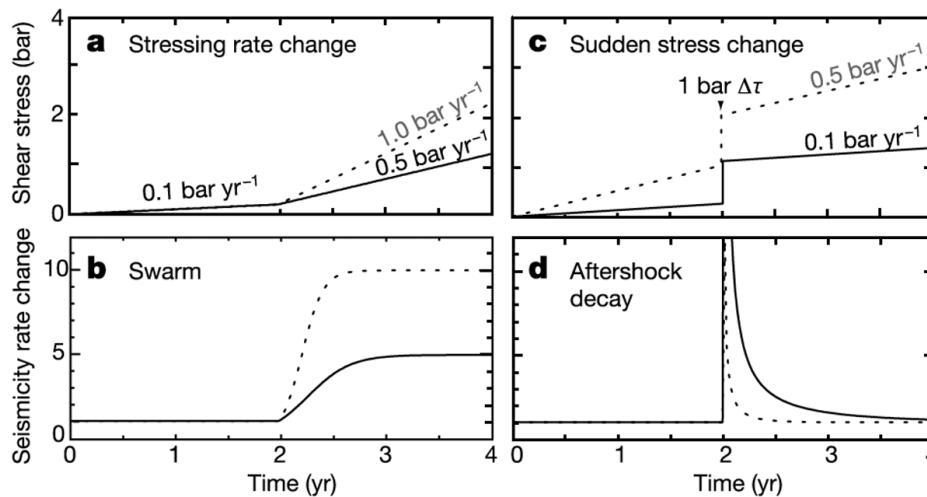 a Stressing rate change
Shear stress (bar)
4
2
0
0.1 bar yr⁻¹
1.0 bar yr⁻¹
0.5 bar yr⁻¹
c Sudden stress change
1 bar Δτ
0.5 bar yr⁻¹
0.1 bar yr⁻¹
b Swarm
Seismicity rate change
10
5
0
0 1 2 3 4
Time (yr)
d Aftershock
decay
0 1 2 3 4
Time (yr)